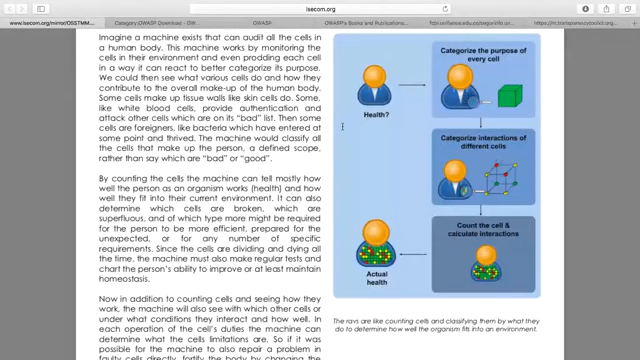 isecom.org
www.isecom.org/mirror/OSSTMM...
Category:OWASP Download - OWASP
OWASP
OWASP's Books and Publications...
Imagine a machine exists that can audit all the cells in
a human body. This machine works by monitoring the
cells in their environment and even prodding each cell
in a way it can react to better categorize its purpose.
We could then see what various cells do and how they
contribute to the overall make-up of the human body.
Some cells make up tissue walls like skin cells do. Some,
like white blood cells, provide authentication and
attack other cells which are on its "bad" list. Then some
cells are foreigners, like bacteria which have entered at
some point and thrived. The machine would classify all
the cells that make up the person, a defined scope,
rather than say which are "bad" or "good".
By counting the cells the machine can tell mostly how
well the person as an organism works (health) and how
well they fit into their current environment. It can also
determine which cells are broken, which are
superfluous, and of which type more might be required
for the person to be more efficient, prepared for the
unexpected, or for any number of specific
requirements. Since the cells are dividing and dying all
the time, the machine must also make regular tests and
chart the person's ability to improve or at least maintain
homeostasis.
Now in addition to counting cells and seeing how they
work, the machine will also see with which other cells or
under what conditions they interact and how well. In
each operation of the cell's duties the machine can
determine what the cells limitations are. So if it was
possible for the machine to also repair a problem in
faulty cells directly, fortify the body by changing the
Health?
Categorize the purpose of
every cell
Categorize interactions of
different cells
Count the cell &
calculate interactions
Actual
health
The ravs are like counting cells and classifying them by what they
do to determine how well the organism fits into an environment.